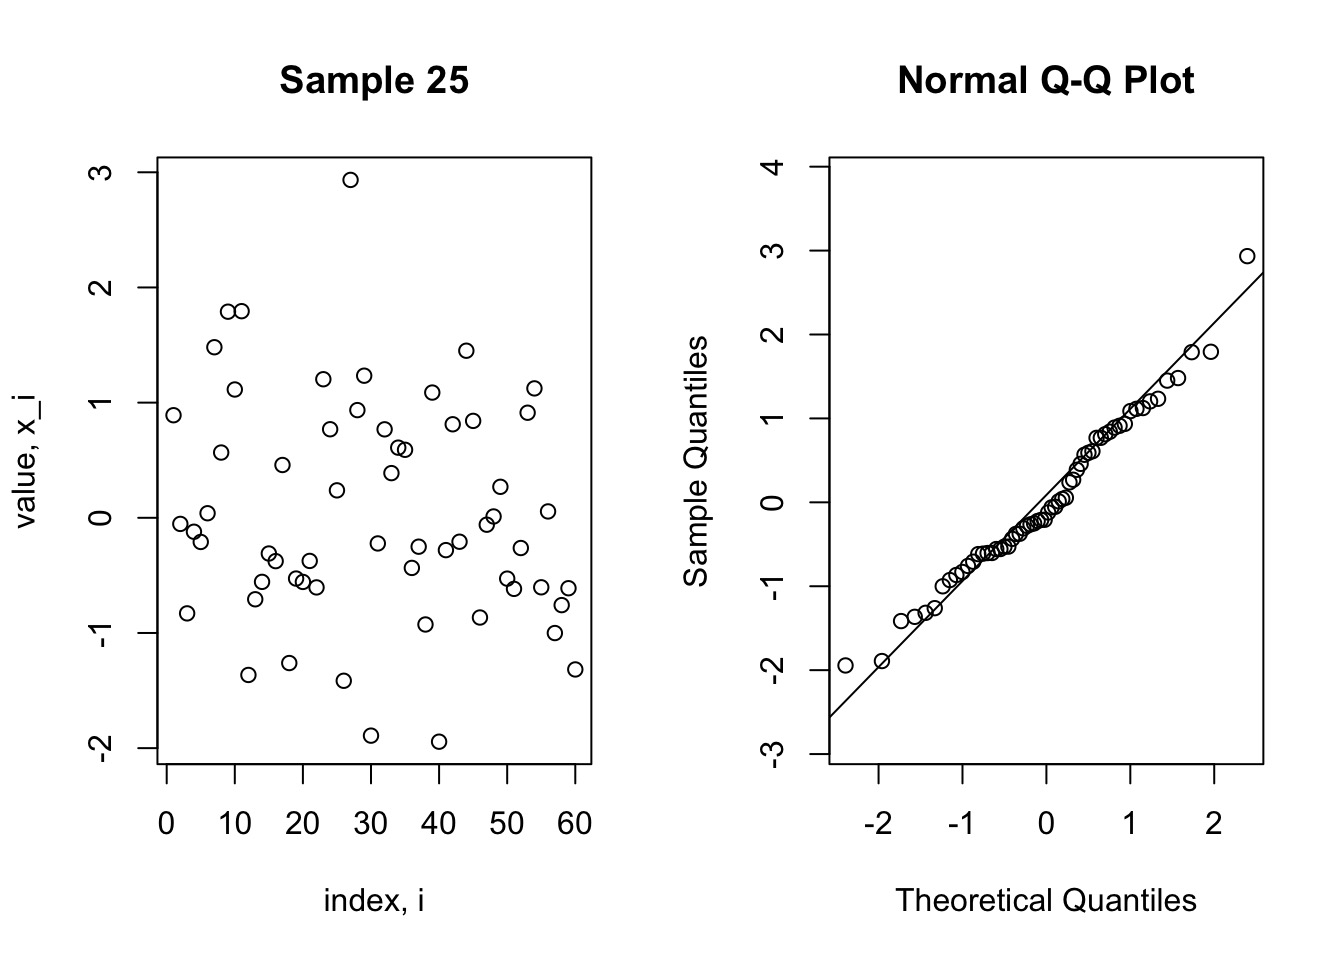 Sample 25
value, x_i
3
2
1
0
-1
-2
0 10 20 30 40 50 60
index, i
Normal Q-Q Plot
Sample Quantiles
4
3
2
1
0
-1
-2
-3
-2 -1 0 1 2
Theoretical Quantiles